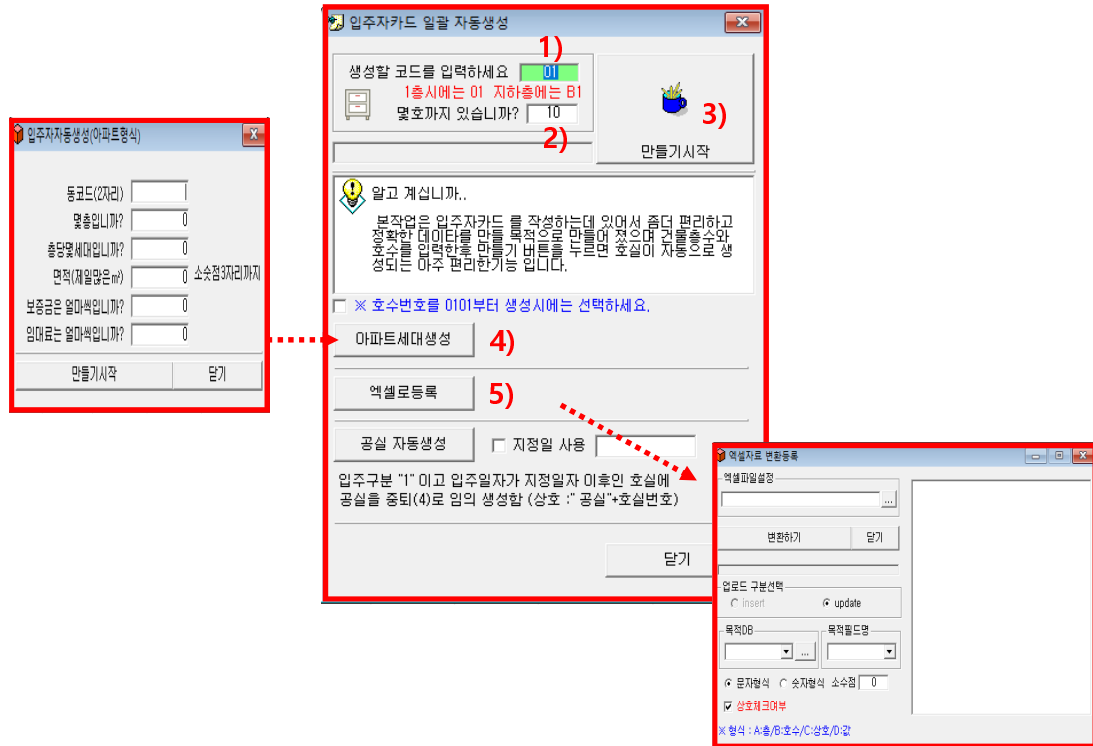 입주자카드 일괄 자동생성
1)
생성할 코드를 입력하세요 01
1층시에는 01 지하층에는 B1
몇호까지 있습니까? 10
2)
3)
만들기시작
알고 계십니까..
본작업은 입주자카드 를 작성하는데 있어서 좀더 편리하고
정확한 데이타를 만들 목적으로 만들어 졌으며 건물층수와
호수를 입력한후 만들기 버튼을 누르면 호실이 자동으로 생
성되는 아주 편리한기능 입니다.
※ 호수번호를 0101부터 생성시에는 선택하세요.
아파트세대생성
4)
엑셀로등록
5)
공실 자동생성
지정일 사용
입주구분 "1" 이고 입주일자가 지정일자 이후인 호실에
공실을 중퇴(4)로 임의 생성함 (상호 :" 공실"+호실번호)
닫기
입주자자동생성(아파트형식)
동코드(2자리)
몇층입니까? 0
층당몇세대입니까? 0
면적(제일많은㎡) 0 소숫점3자리까지
보증금은 얼마씩입니까? 0
임대료는 얼마씩입니까? 0
만들기시작
닫기
엑셀자료 변환등록
엑셀파일설정
...
변환하기
닫기
업로드 구분선택
insert
update
목적DB
...
목적필드명
문자형식
숫자형식
소수점 0
상호체크여부
※ 형식 : A:층/B:호수/C:상호/D:값